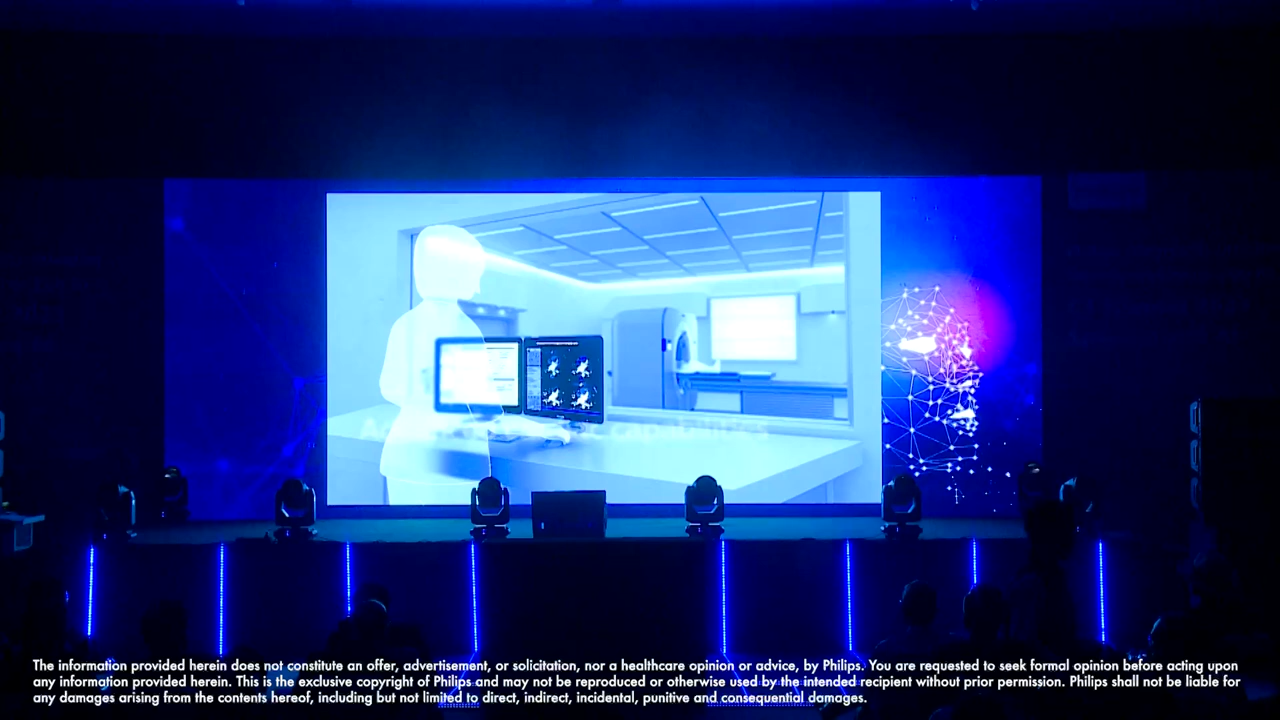 The information provided herein does not constitute an offer, advertisement, or solicitation, nor a healthcare opinion or advice, by Philips. You are requested to seek formal opinion before acting upon
any information provided herein. This is the exclusive copyright of Philips and may not be reproduced or otherwise used by the intended recipient without prior permission. Philips shall not be liable for
any damages arising from the contents hereof, including but not limited to direct, indirect, incidental, punitive and consequential damages.